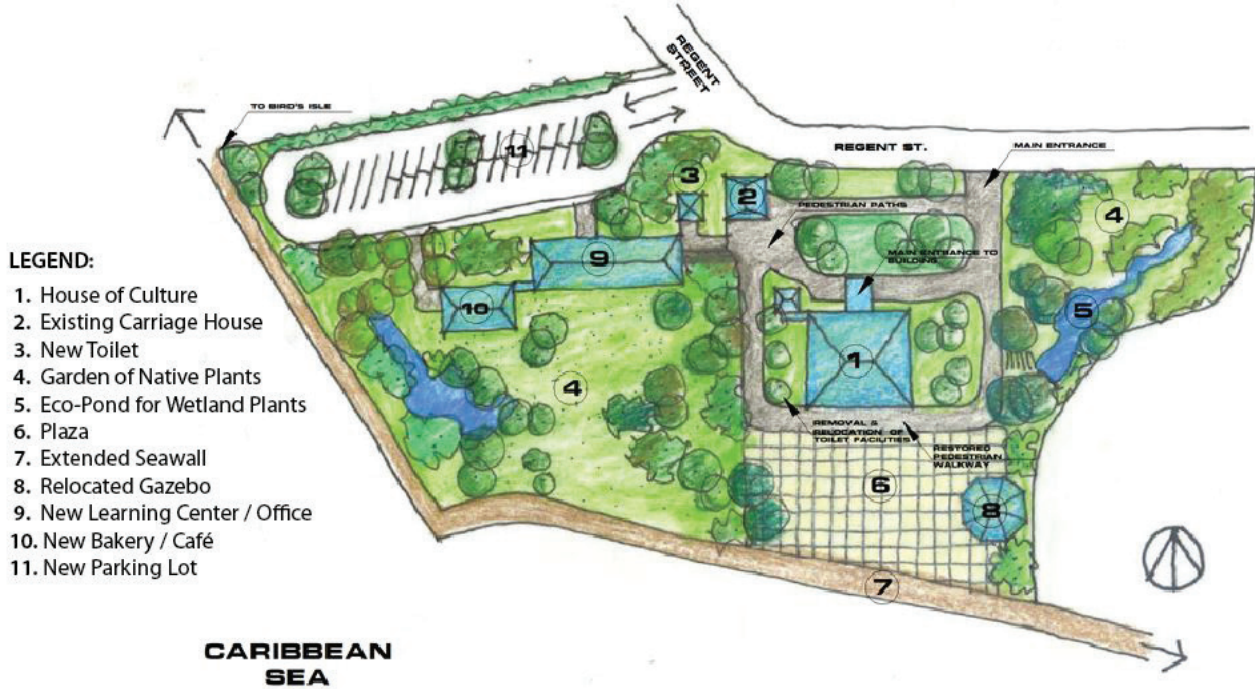 REGENT
STREET
TO BIRD'S ISLE
11
REGENT ST.
MAIN ENTRANCE
3
2
PEDESTRIAN PATHS
4
9
MAIN ENTRANCE TO
BUILDING
10
5
1
4
REMOVAL &
RELOCATION OF
TOILET FACILITIES
RESTORED
PEDESTRIAN
WALKWAY
6
8
7
LEGEND:
1. House of Culture
2. Existing Carriage House
3. New Toilet
4. Garden of Native Plants
5. Eco-Pond for Wetland Plants
6. Plaza
7. Extended Seawall
8. Relocated Gazebo
9. New Learning Center / Office
10. New Bakery / Café
11. New Parking Lot
CARIBBEAN
SEA